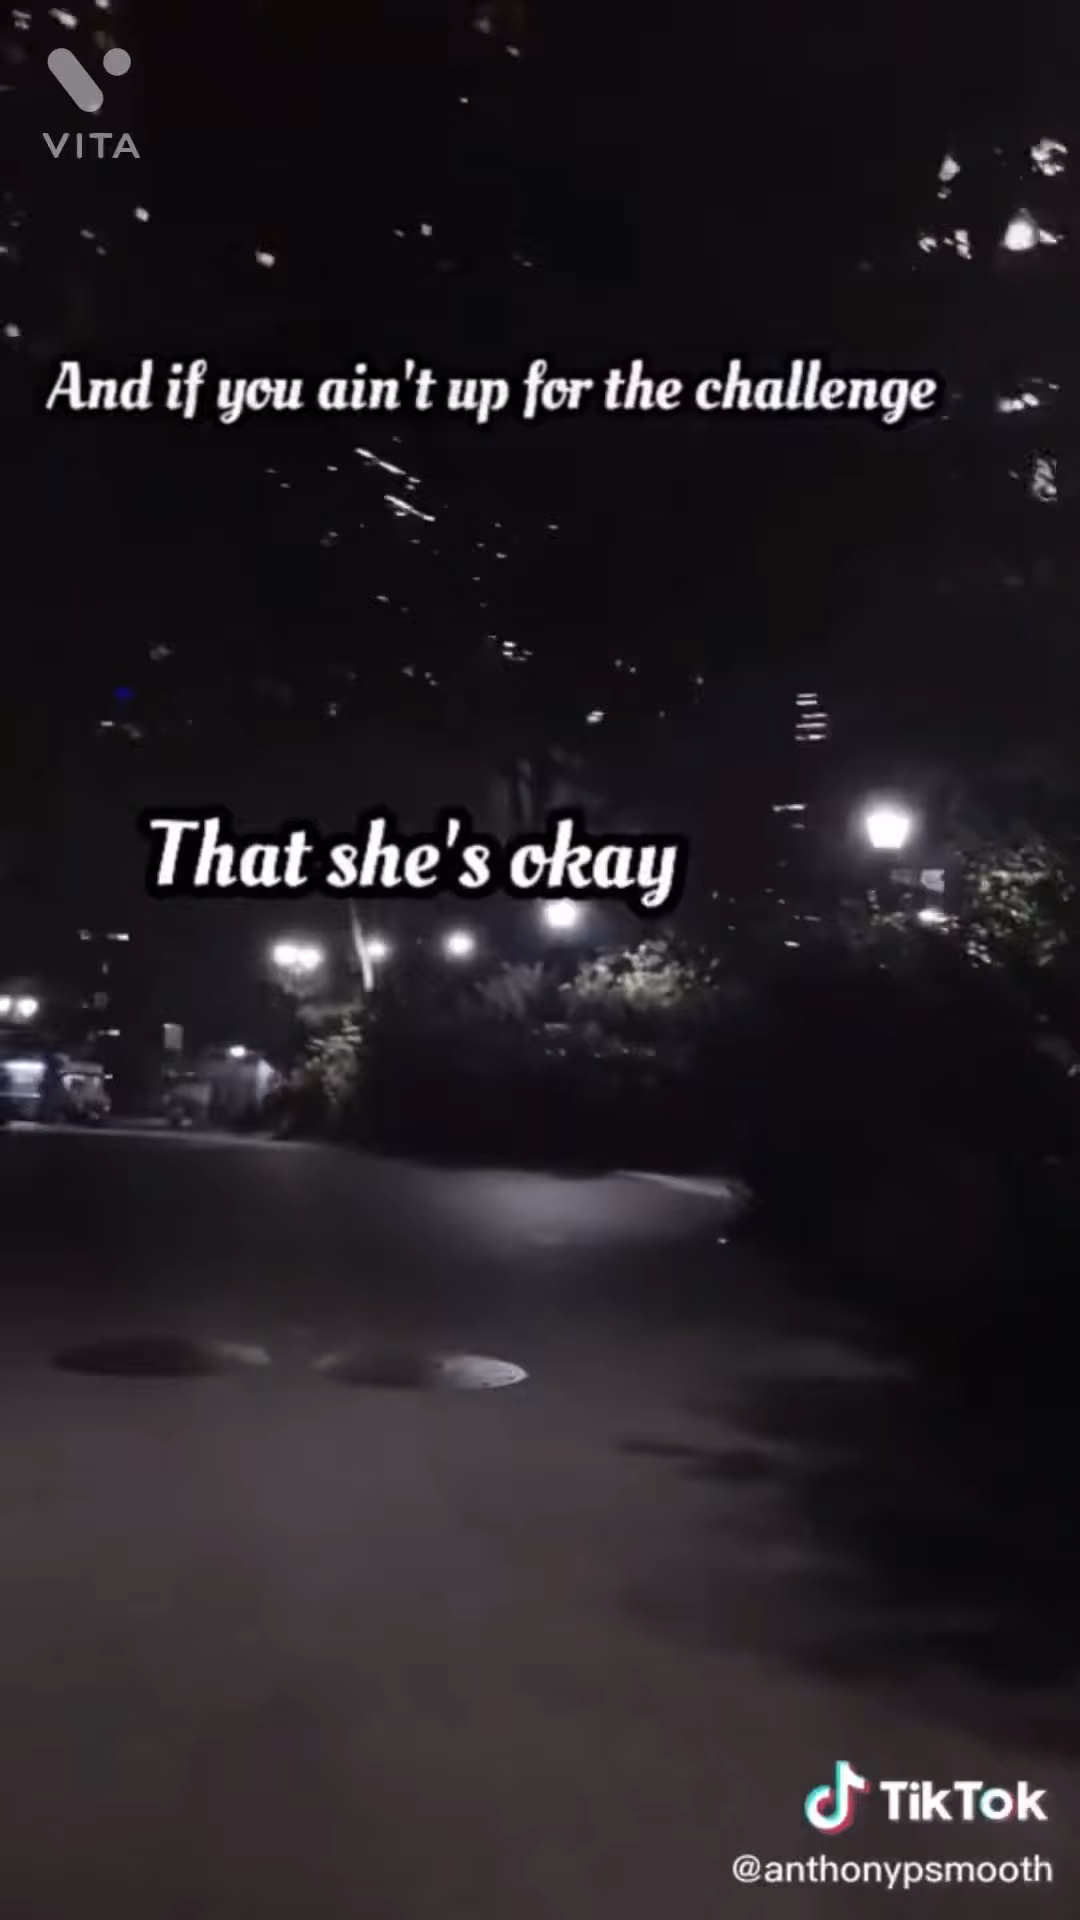 VITA
And if you ain't up for the challenge
That she's okay
TikTok
@anthonypsmooth